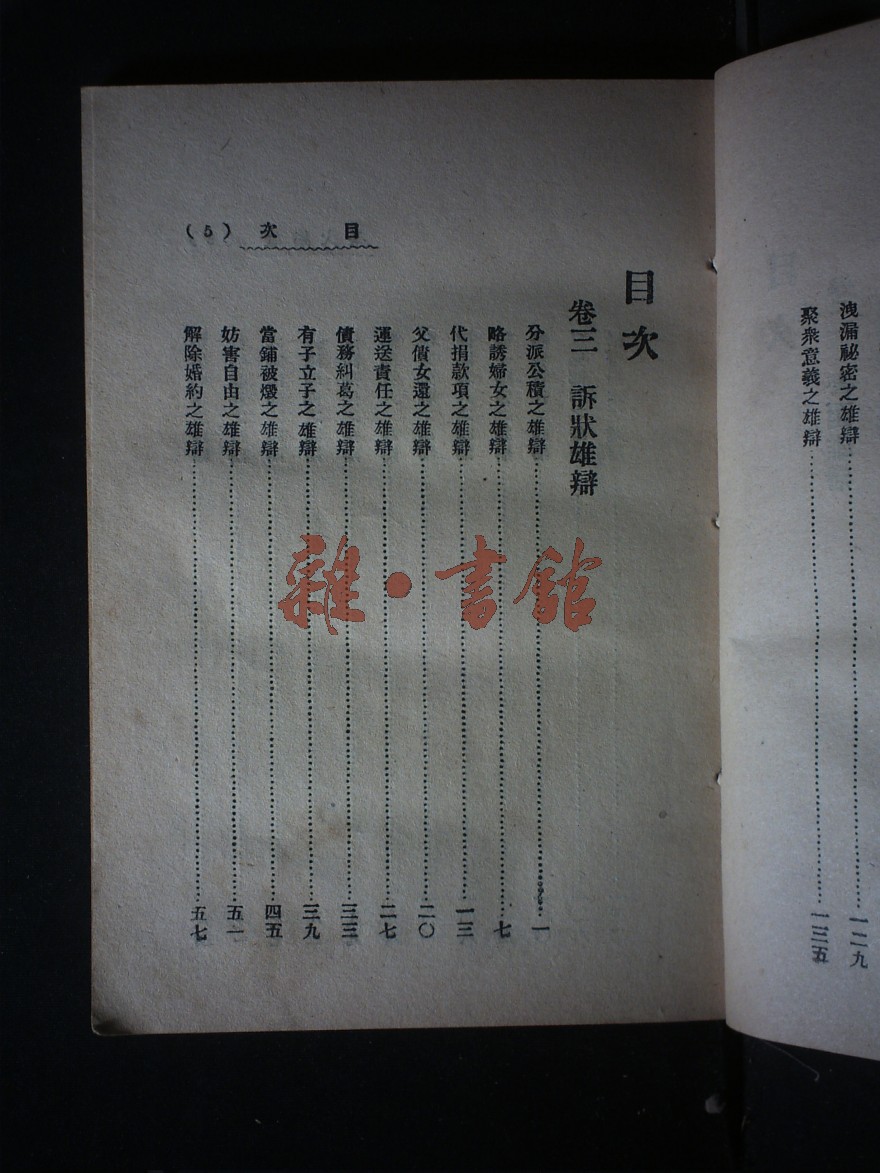 洩漏祕密之雄辯……一二九
聚衆意義之雄辯……一三五
目次
卷三 訴狀雄辯
分派公積之雄辯……一
略誘婦女之雄辯……七
代捐款項之雄辯……一三
父債女還之雄辯……二〇
運送責任之雄辯……二七
債務糾葛之雄辯……三三
有子立子之雄辯……三九
當鋪被燬之雄辯……四五
妨害自由之雄辯……五一
解除婚約之雄辯……五七
目次 (5)
雜·書館